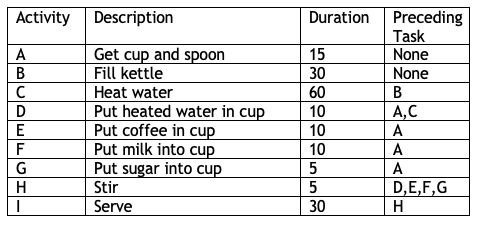 Activity Description Duration Preceding
Task
A Get cup and spoon 15 None
B Fill kettle 30 None
C Heat water 60 B
D Put heated water in cup 10 A,C
E Put coffee in cup 10 A
F Put milk into cup 10 A
G Put sugar into cup 5 A
H Stir 5 D,E,F,G
I Serve 30 H